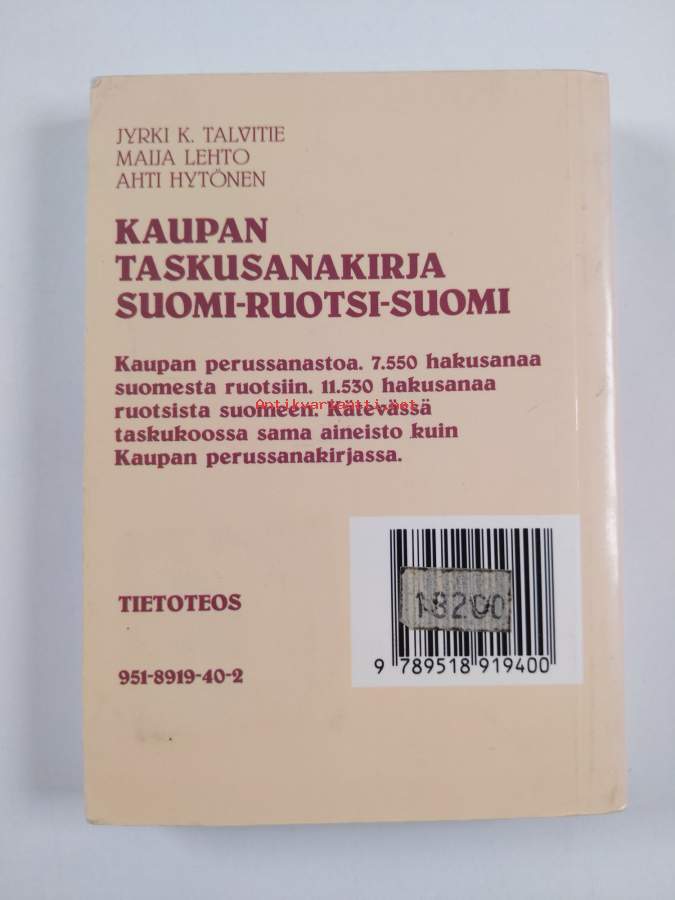 JYRKI K. TALVITIE
MAIJA LEHTO
AHTI HYTÖNEN
KAUPAN
TASKUSANAKIRJA
SUOMI-RUOTSI-SUOMI
Kaupan perussanastoa. 7.550 hakusanaa
suomesta ruotsiin. 11.530 hakusanaa
ruotsista suomeen. Kätevässä
taskukoossa sama aineisto kuin
Kaupan perussanakirjassa.
Antikvariaatti.net
18200
9 789518 919400
TIETOTEOS
951-8919-40-2